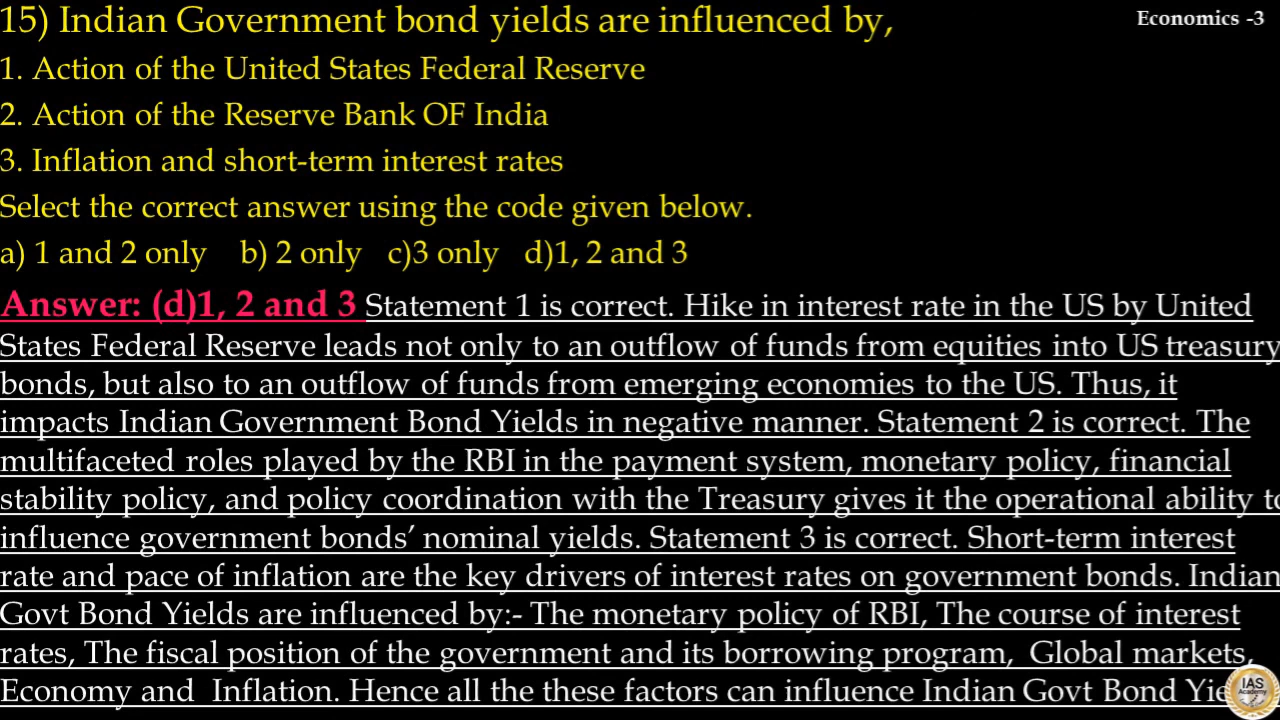 15) Indian Government bond yields are influenced by,
Economics -3
1. Action of the United States Federal Reserve
2. Action of the Reserve Bank OF India
3. Inflation and short-term interest rates
Select the correct answer using the code given below.
a) 1 and 2 only b) 2 only c)3 only d)1, 2 and 3
Answer: (d)1, 2 and 3 Statement 1 is correct. Hike in interest rate in the US by United
States Federal Reserve leads not only to an outflow of funds from equities into US treasury
bonds, but also to an outflow of funds from emerging economies to the US. Thus, it
impacts Indian Government Bond Yields in negative manner. Statement 2 is correct. The
multifaceted roles played by the RBI in the payment system, monetary policy, financial
stability policy, and policy coordination with the Treasury gives it the operational ability to
influence government bonds’ nominal yields. Statement 3 is correct. Short-term interest
rate and pace of inflation are the key drivers of interest rates on government bonds. Indian
Govt Bond Yields are influenced by:- The monetary policy of RBI, The course of interest
rates, The fiscal position of the government and its borrowing program, Global markets,
Economy and Inflation. Hence all the these factors can influence Indian Govt Bond Yie
IAS
Academy